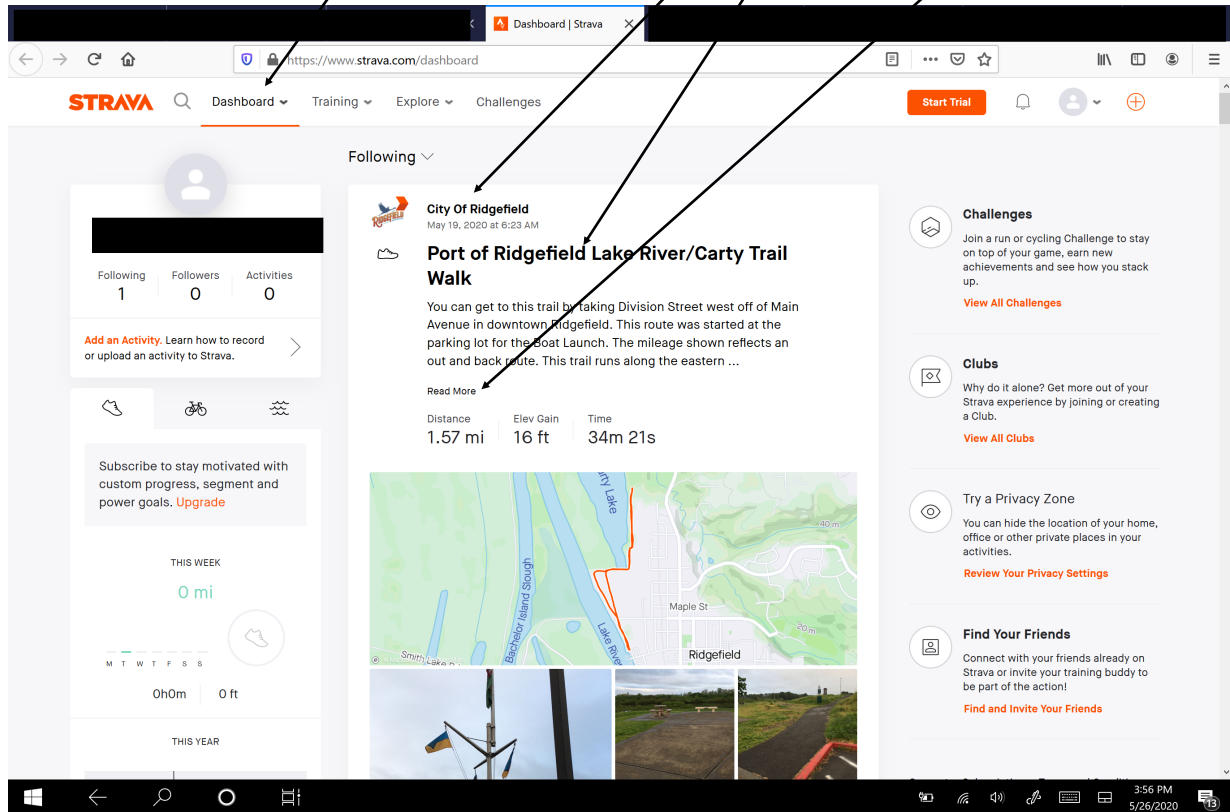 Dashboard | Strava
https://www.strava.com/dashboard
STRAVA Dashboard Training Explore Challenges Start Trial
Following
RIDGEFIELD
City Of Ridgefield
May 19, 2020 at 6:23 AM
Port of Ridgefield Lake River/Carty Trail
Walk
You can get to this trail by taking Division Street west off of Main
Avenue in downtown Ridgefield. This route was started at the
parking lot for the Boat Launch. The mileage shown reflects an
out and back route. This trail runs along the eastern ...
Read More
Distance Elev Gain Time
1.57 mi 16 ft 34m 21s
Carty Lake
40 m
Bachelor Island Slough
Maple St
20 m
Lake River
Ridgefield
Smith Lake
Following Followers Activities
1 0 0
Add an Activity. Learn how to record
or upload an activity to Strava.
Subscribe to stay motivated with
custom progress, segment and
power goals. Upgrade
THIS WEEK
0 mi
M T W T F S S
0h0m 0 ft
THIS YEAR
Challenges
Join a run or cycling Challenge to stay
on top of your game, earn new
achievements and see how you stack
up.
View All Challenges
Clubs
Why do it alone? Get more out of your
Strava experience by joining or creating
a Club.
View All Clubs
Try a Privacy Zone
You can hide the location of your home,
office or other private places in your
activities.
Review Your Privacy Settings
Find Your Friends
Connect with your friends already on
Strava or invite your training buddy to
be part of the action!
Find and Invite Your Friends
3:56 PM
5/26/2020
13